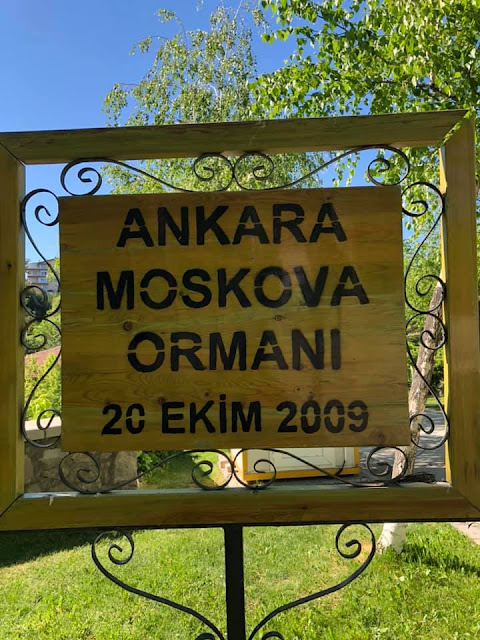 ANKARA
MOSKOVA
ORMANI
20 EKİM 2009